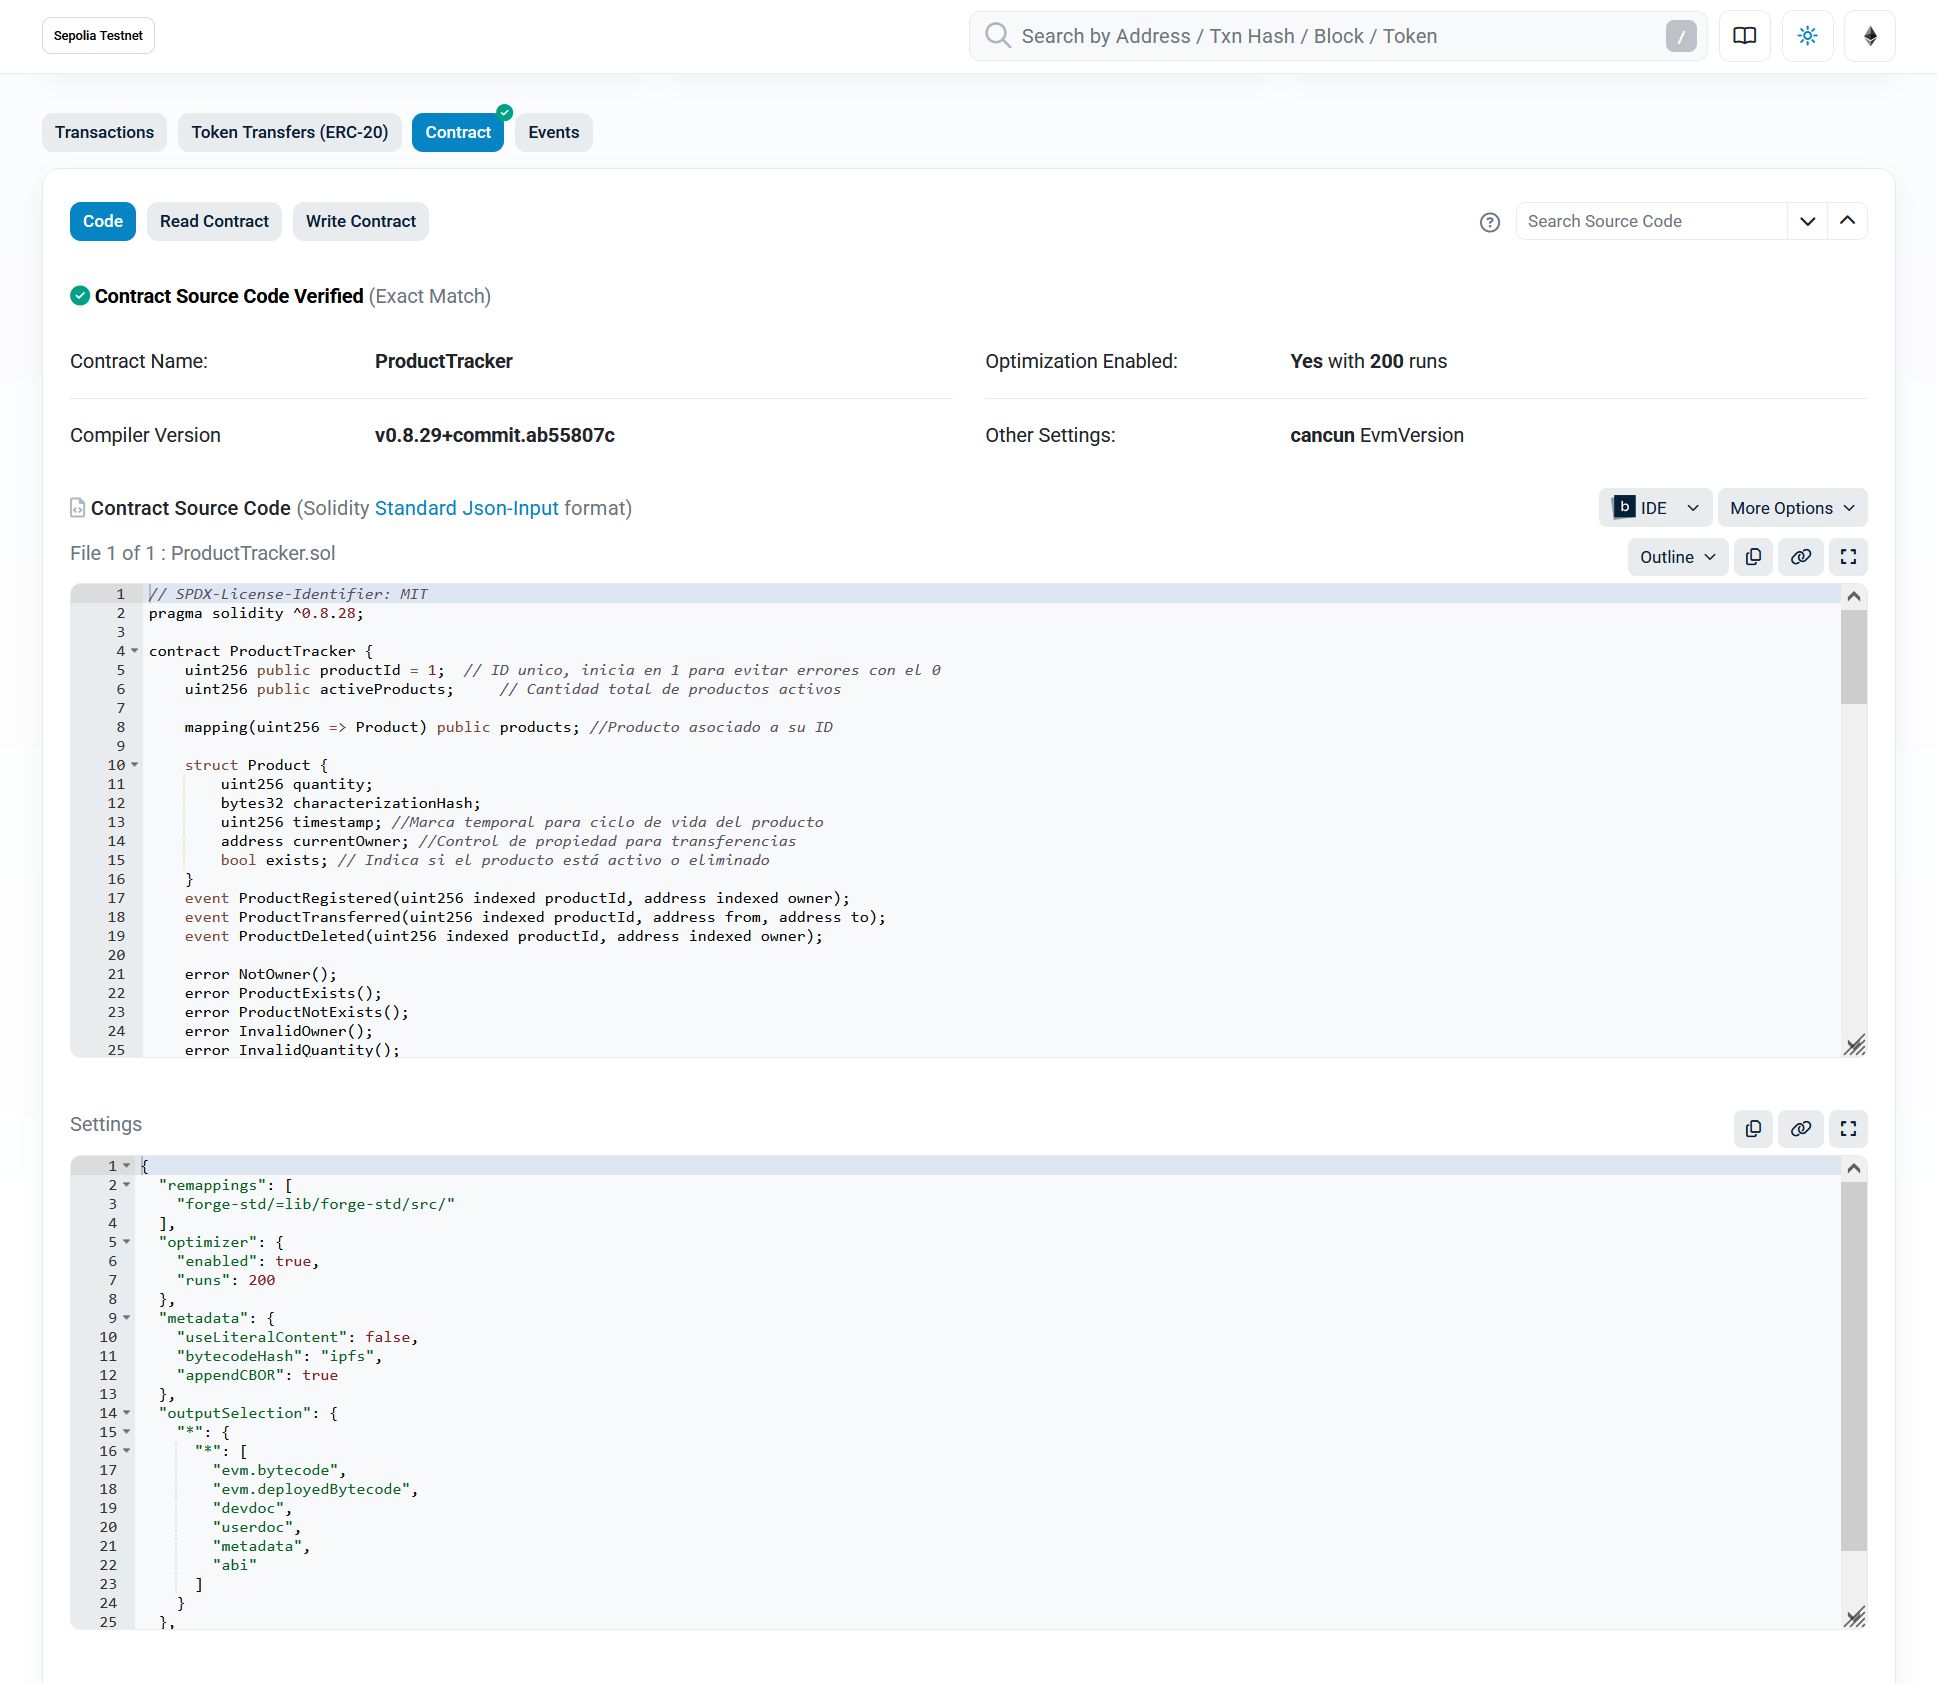 Sepolia Testnet
Search by Address / Txn Hash / Block / Token
/
Transactions
Token Transfers (ERC-20)
Contract
Events
Code
Read Contract
Write Contract
Search Source Code
Contract Source Code Verified (Exact Match)
Contract Name:
ProductTracker
Optimization Enabled:
Yes with 200 runs
Compiler Version
v0.8.29+commit.ab55807c
Other Settings:
cancun EvmVersion
Contract Source Code (Solidity Standard Json-Input format)
b IDE
More Options
File 1 of 1 : ProductTracker.sol
Outline
1 // SPDX-License-Identifier: MIT
2 pragma solidity ^0.8.28;
3
4 contract ProductTracker {
5     uint256 public productId = 1;  // ID unico, inicia en 1 para evitar errores con el 0
6     uint256 public activeProducts;     // Cantidad total de productos activos
7
8     mapping(uint256 => Product) public products; //Producto asociado a su ID
9
10     struct Product {
11         uint256 quantity;
12         bytes32 characterizationHash;
13         uint256 timestamp; //Marca temporal para ciclo de vida del producto
14         address currentOwner; //Control de propiedad para transferencias
15         bool exists; // Indica si el producto está activo o eliminado
16     }
17     event ProductRegistered(uint256 indexed productId, address indexed owner);
18     event ProductTransferred(uint256 indexed productId, address from, address to);
19     event ProductDeleted(uint256 indexed productId, address indexed owner);
20
21     error NotOwner();
22     error ProductExists();
23     error ProductNotExists();
24     error InvalidOwner();
25     error InvalidQuantity();
Settings
1 {
2   "remappings": [
3     "forge-std/=lib/forge-std/src/"
4   ],
5   "optimizer": {
6     "enabled": true,
7     "runs": 200
8   },
9   "metadata": {
10     "useLiteralContent": false,
11     "bytecodeHash": "ipfs",
12     "appendCBOR": true
13   },
14   "outputSelection": {
15     "*": {
16       "*": [
17         "evm.bytecode",
18         "evm.deployedBytecode",
19         "devdoc",
20         "userdoc",
21         "metadata",
22         "abi"
23       ]
24     }
25   },